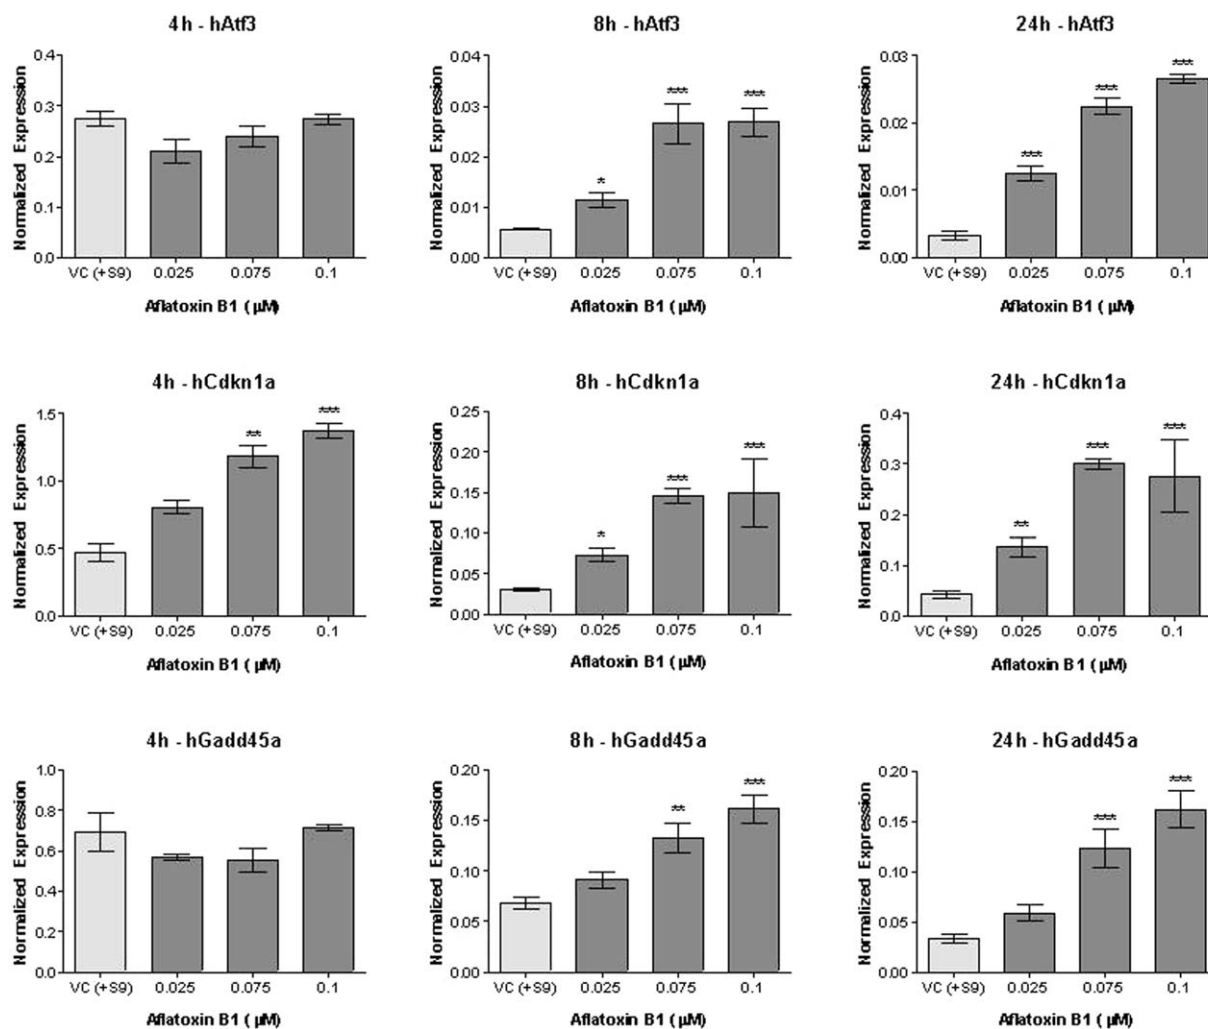 4h - hAtf3
8h - hAtf3
24h - hAtf3
Normalized Expression
0.4
0.3
0.2
0.1
0.0
VC (+S9) 0.025 0.075 0.1
Aflatoxin B1 ( µM)
Normalized Expression
0.04
0.03
0.02
0.01
0.00
*
***
***
VC (+S9) 0.025 0.075 0.1
Aflatoxin B1 ( µM)
Normalized Expression
0.03
0.02
0.01
0.00
***
***
***
VC (+S9) 0.025 0.075 0.1
Aflatoxin B1 ( µM)
4h - hCdkn1a
8h - hCdkn1a
24h - hCdkn1a
Normalized Expression
1.5
1.0
0.5
0.0
**
***
VC (+S9) 0.025 0.075 0.1
Aflatoxin B1 ( µM)
Normalized Expression
0.25
0.20
0.15
0.10
0.05
0.00
*
***
***
VC (+S9) 0.025 0.075 0.1
Aflatoxin B1 ( µM)
Normalized Expression
0.4
0.3
0.2
0.1
0.0
**
***
***
VC (+S9) 0.025 0.075 0.1
Aflatoxin B1 ( µM)
4h - hGadd45a
8h - hGadd45a
24h - hGadd45a
Normalized Expression
1.0
0.8
0.6
0.4
0.2
0.0
VC (+S9) 0.025 0.075 0.1
Aflatoxin B1 ( µM)
Normalized Expression
0.20
0.15
0.10
0.05
0.00
**
***
VC (+S9) 0.025 0.075 0.1
Aflatoxin B1 ( µM)
Normalized Expression
0.20
0.15
0.10
0.05
0.00
***
***
VC (+S9) 0.025 0.075 0.1
Aflatoxin B1 ( µM)